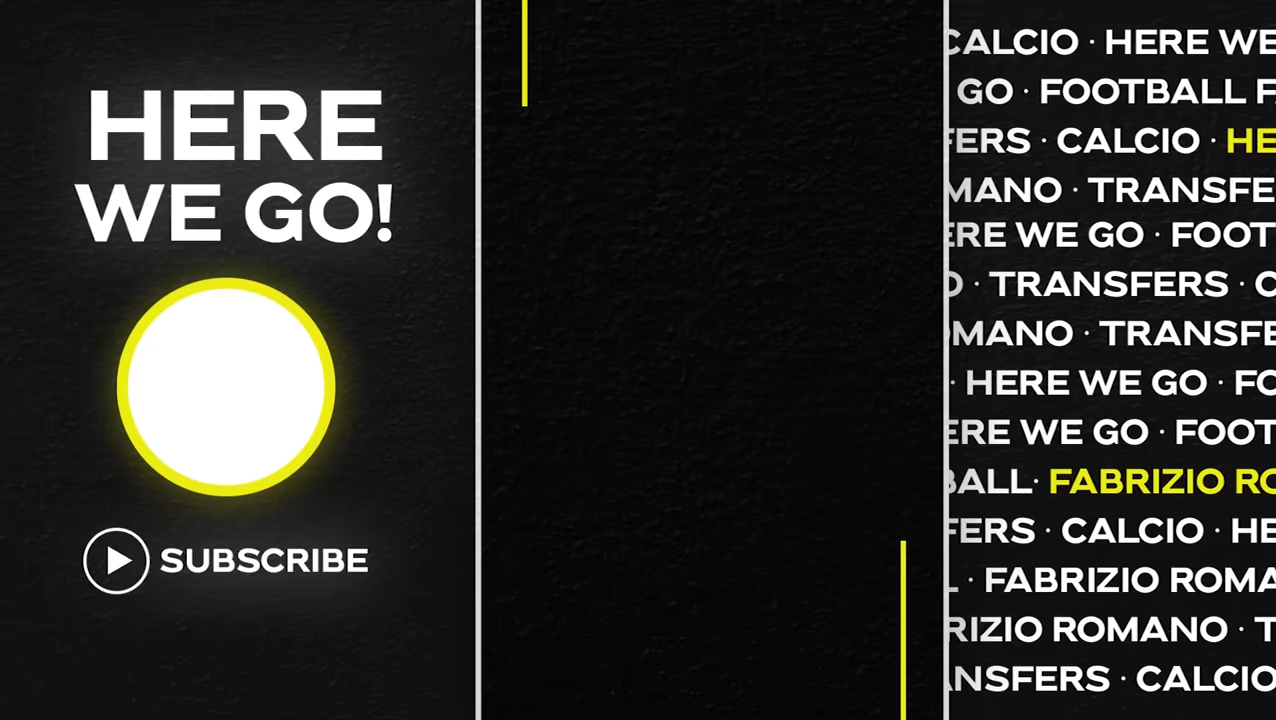 HERE
WE GO!
SUBSCRIBE
CALCIO · HERE WE
GO · FOOTBALL F
FERS · CALCIO · HE
MANO · TRANSFE
ERE WE GO · FOOT
O · TRANSFERS · C
OMANO · TRANSFE
· HERE WE GO · FO
ERE WE GO · FOOT
BALL· FABRIZIO RO
FERS · CALCIO · HE
L · FABRIZIO ROMA
RIZIO ROMANO · T
ANSFERS · CALCIO